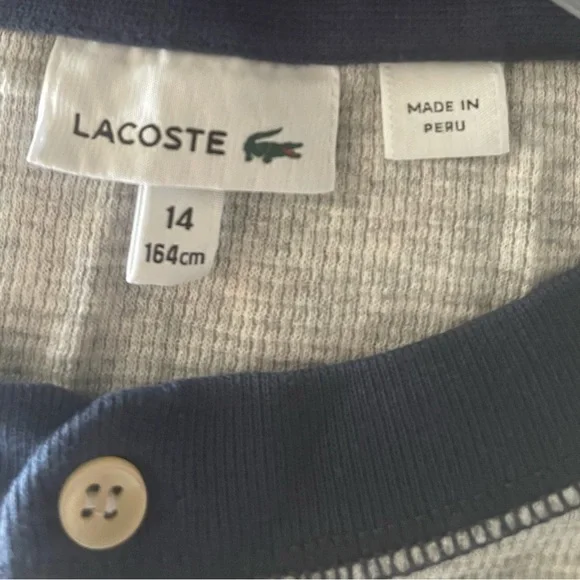 LACOSTE
14
164cm
MADE IN
PERU